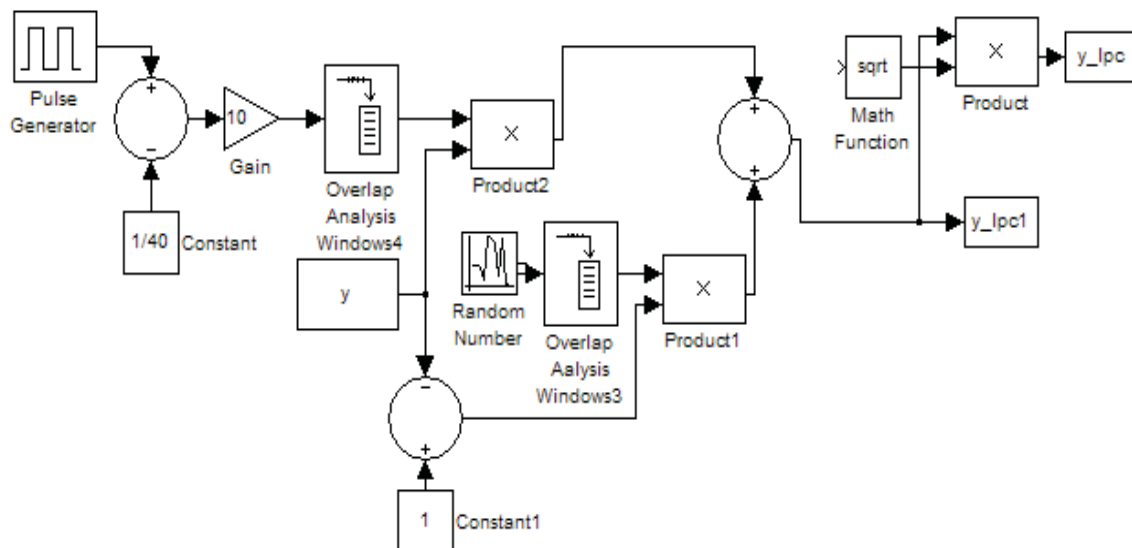 Pulse
Generator
+
−
10
Gain
1/40
Constant
Overlap
Analysis
Windows4
×
Product2
y
Random
Number
Overlap
Aalysis
Windows3
×
Product1
−
+
1
Constant1
+
+
sqrt
Math
Function
×
Product
y_lpc
y_lpc1